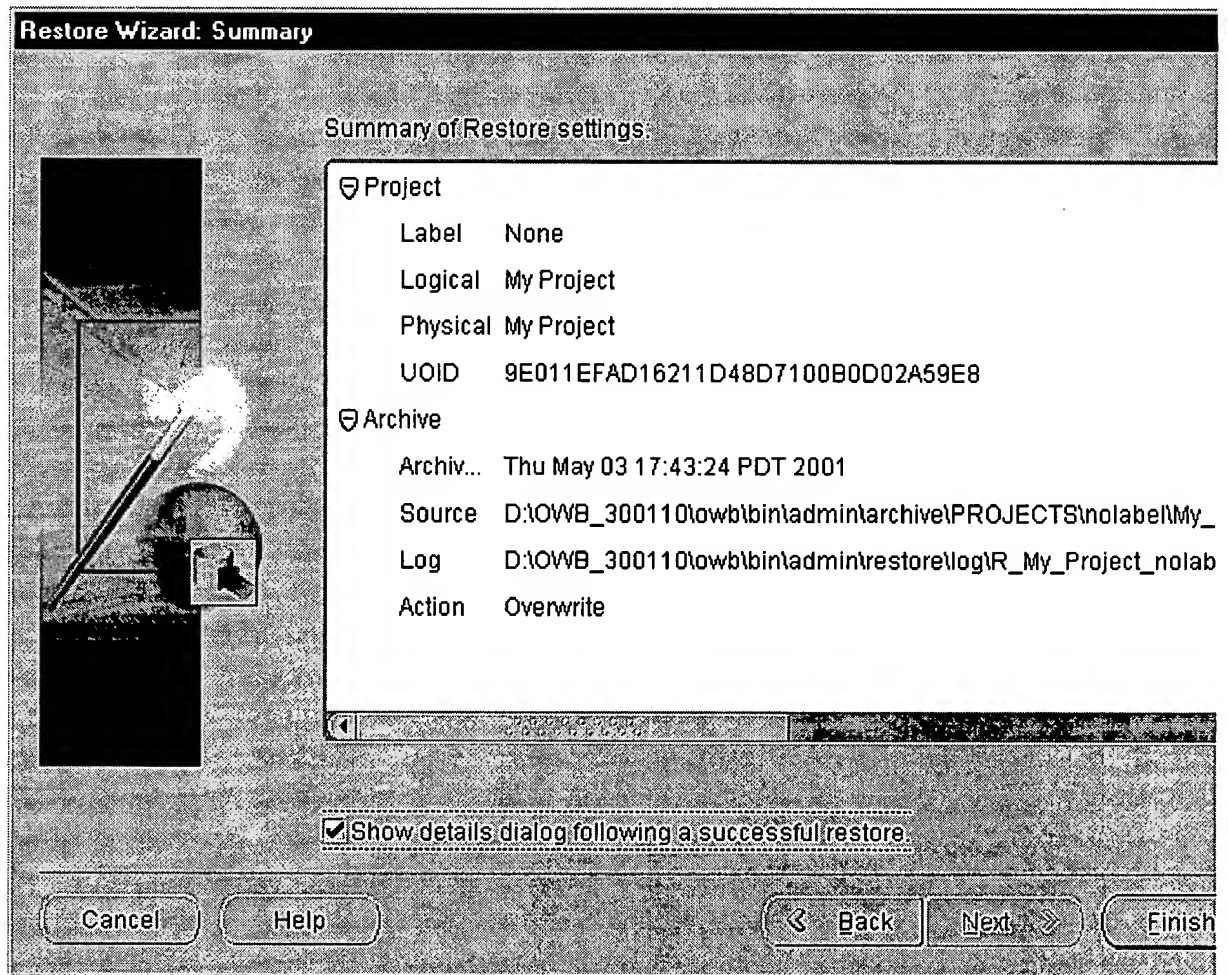 Restore Wizard: Summary
Summary of Restore settings:
Project
Label None
Logical My Project
Physical My Project
UOID 9E011EFAD16211D48D7100B0D02A59E8
Archive
Archiv... Thu May 03 17:43:24 PDT 2001
Source D:\OWB_300110\owb\bin\admin\archive\PROJECTS\nolabel\My_
Log D:\OWB_300110\owb\bin\admin\restore\log\R_My_Project_nolab
Action Overwrite
Show details dialog following a successful restore.
Cancel Help Back Next Finish